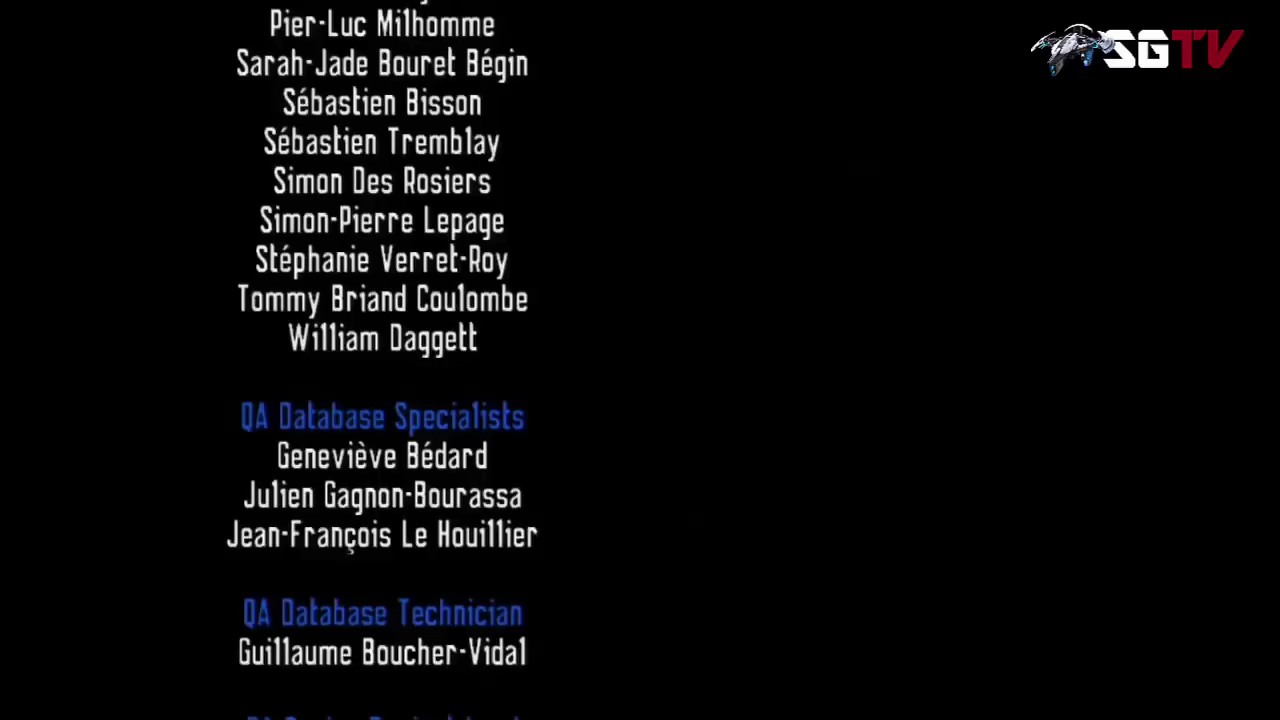 Pier-Luc Milhomme
Sarah-Jade Bouret Bégin
Sébastien Bisson
Sébastien Tremblay
Simon Des Rosiers
Simon-Pierre Lepage
Stéphanie Verret-Roy
Tommy Briand Coulombe
William Daggett
QA Database Specialists
Geneviève Bédard
Julien Gagnon-Bourassa
Jean-François Le Houillier
QA Database Technician
Guillaume Boucher-Vidal
SGTV